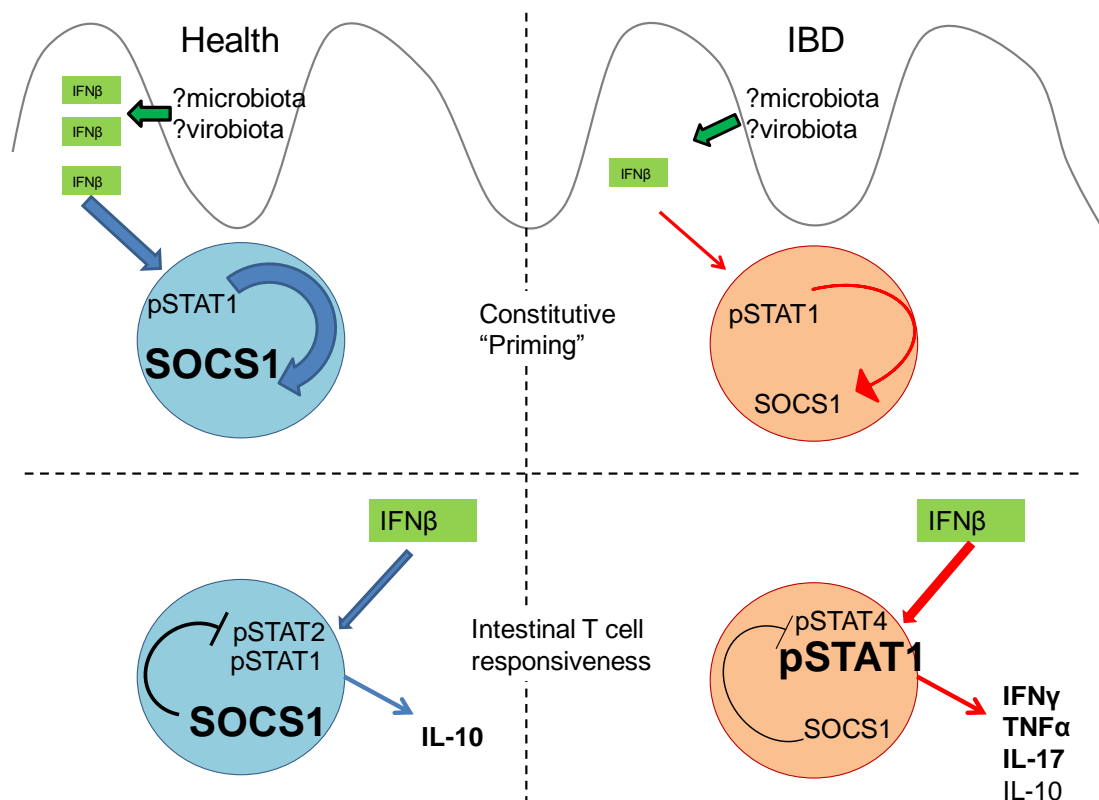 Health
IFNβ
IFNβ
IFNβ
?microbiota
?virobiota
pSTAT1
SOCS1
IBD
?microbiota
?virobiota
IFNβ
pSTAT1
SOCS1
Constitutive
“Priming”
IFNβ
pSTAT2
pSTAT1
SOCS1
IL-10
Intestinal T cell
responsiveness
IFNβ
pSTAT4
pSTAT1
SOCS1
IFNγ
TNFα
IL-17
IL-10